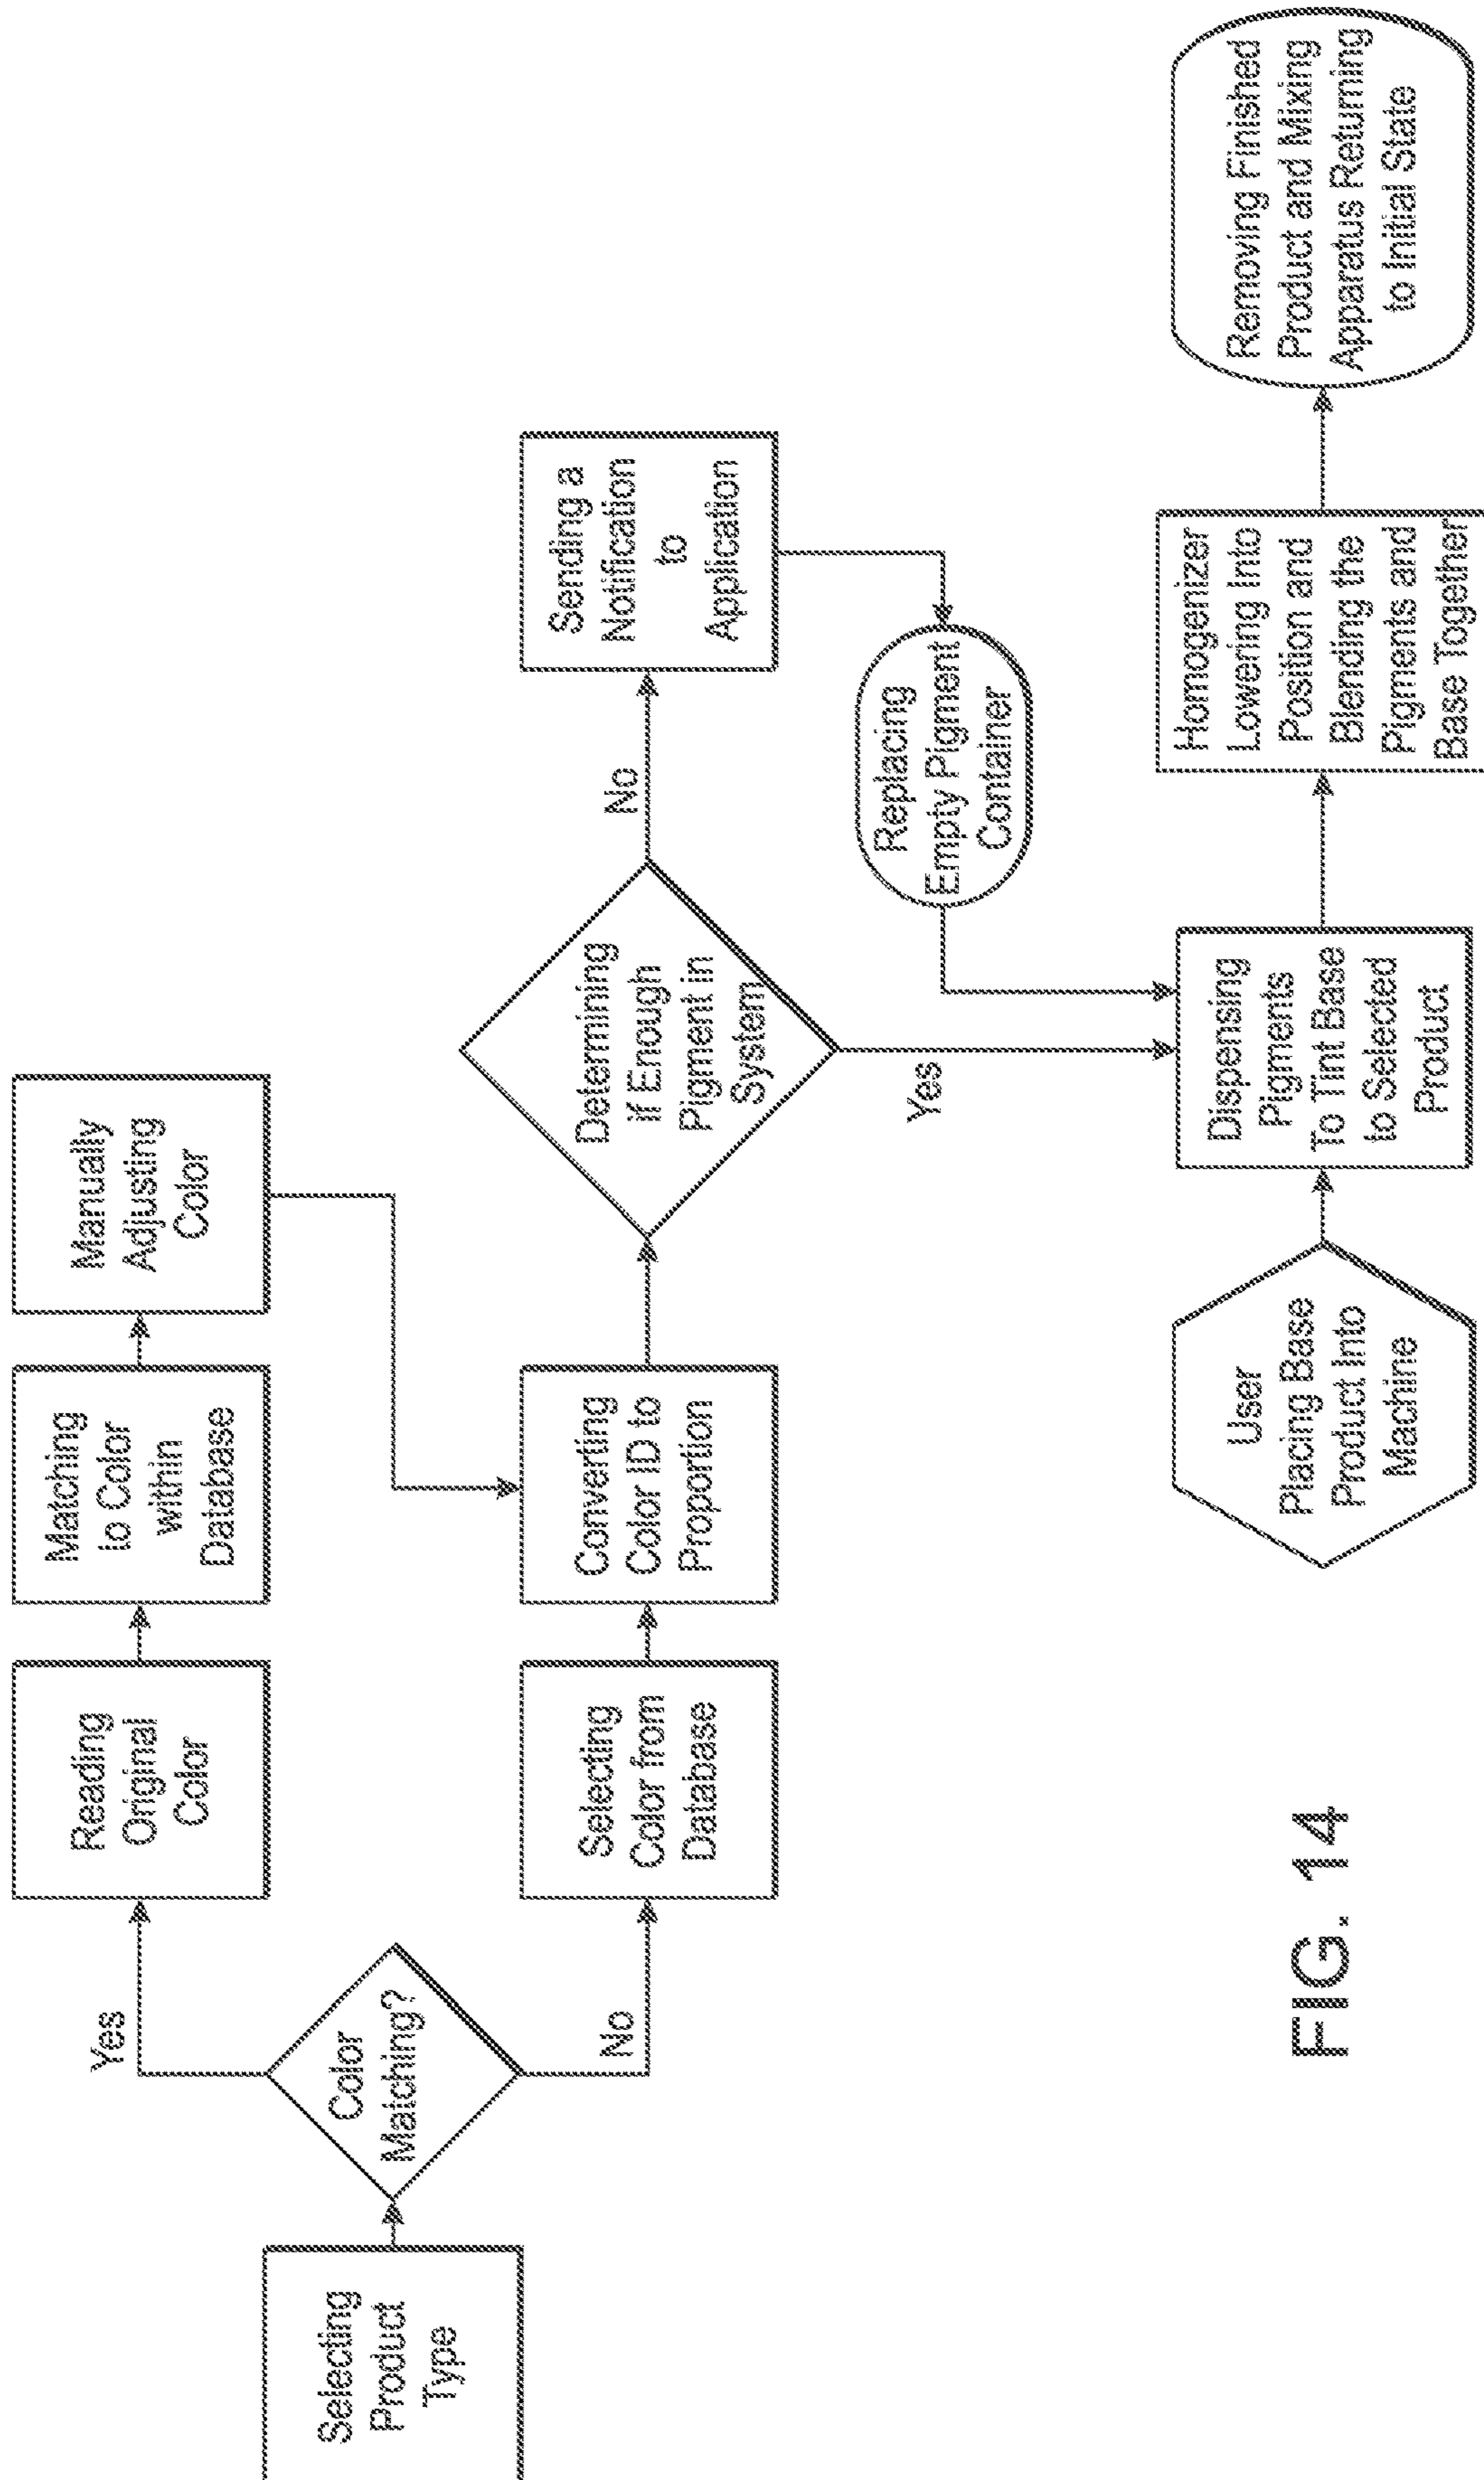 Selecting
Product
Type
Color
Matching?
Yes
Reading
Original
Color
Matching
to Color
within
Database
Manually
Adjusting
Color
No
Selecting
Color from
Database
Converting
Color ID to
Proportion
Determining
if Enough
Pigment in
System
No
Sending a
Notification
to
Application
Replacing
Empty Pigment
Container
Yes
User
Placing Base
Product Into
Machine
Dispensing
Pigments
To Tint Base
to Selected
Product
Homogenizer
Lowering Into
Position and
Blending the
Pigments and
Base Together
Removing Finished
Product and Mixing
Apparatus Returning
to Initial State
FIG. 14